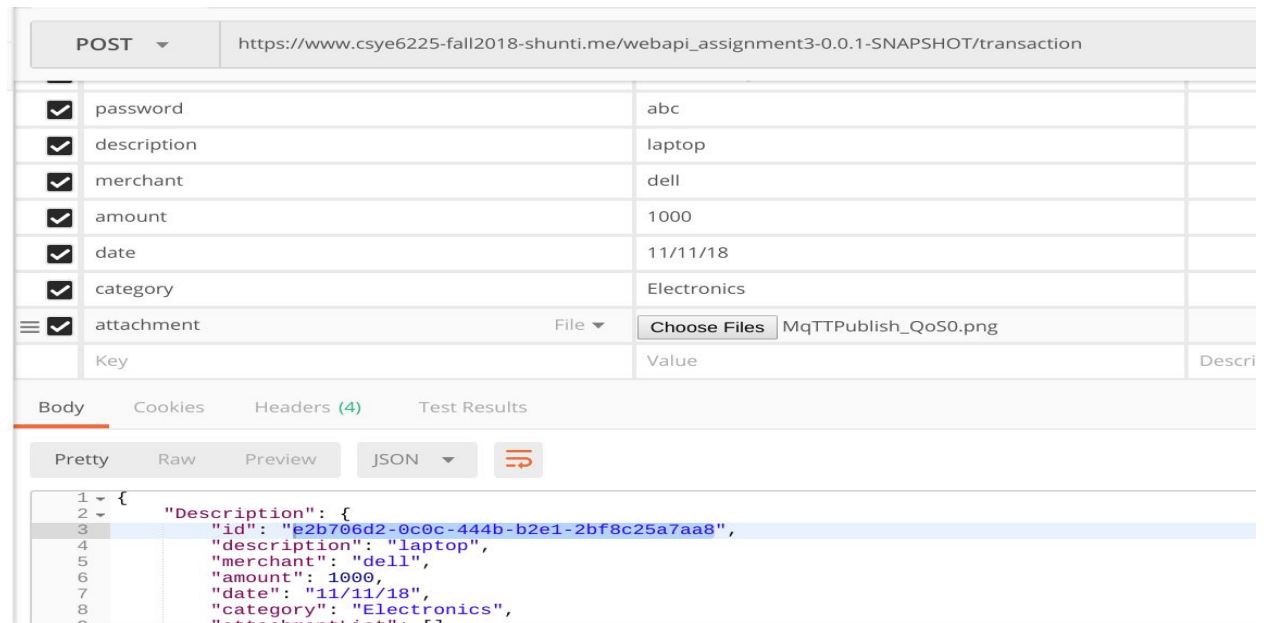 POST https://www.csye6225-fall2018-shunti.me/webapi_assignment3-0.0.1-SNAPSHOT/transaction
password abc
description laptop
merchant dell
amount 1000
date 11/11/18
category Electronics
attachment File Choose Files MqTTPublish_QoS0.png
Key Value Descri
Body Cookies Headers (4) Test Results
Pretty Raw Preview JSON
1 {
2 "Description": {
3 "id": "e2b706d2-0c0c-444b-b2e1-2bf8c25a7aa8",
4 "description": "laptop",
5 "merchant": "dell",
6 "amount": 1000,
7 "date": "11/11/18",
8 "category": "Electronics",